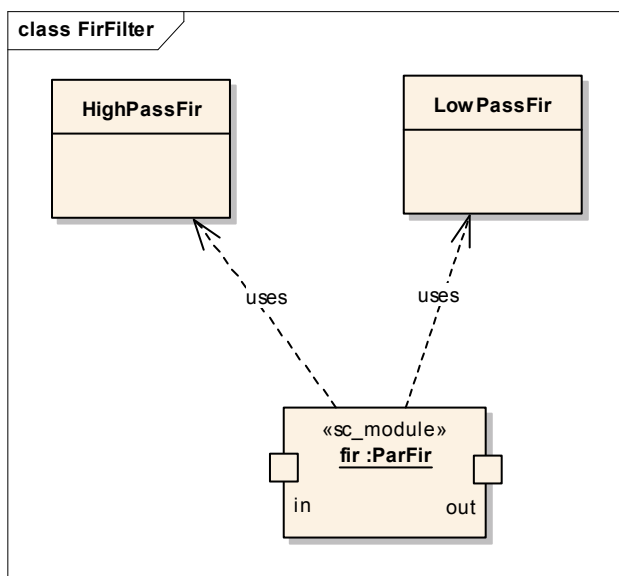 class FirFilter
HighPassFir
LowPassFir
uses
uses
«sc_module»
fir :ParFir
in
out